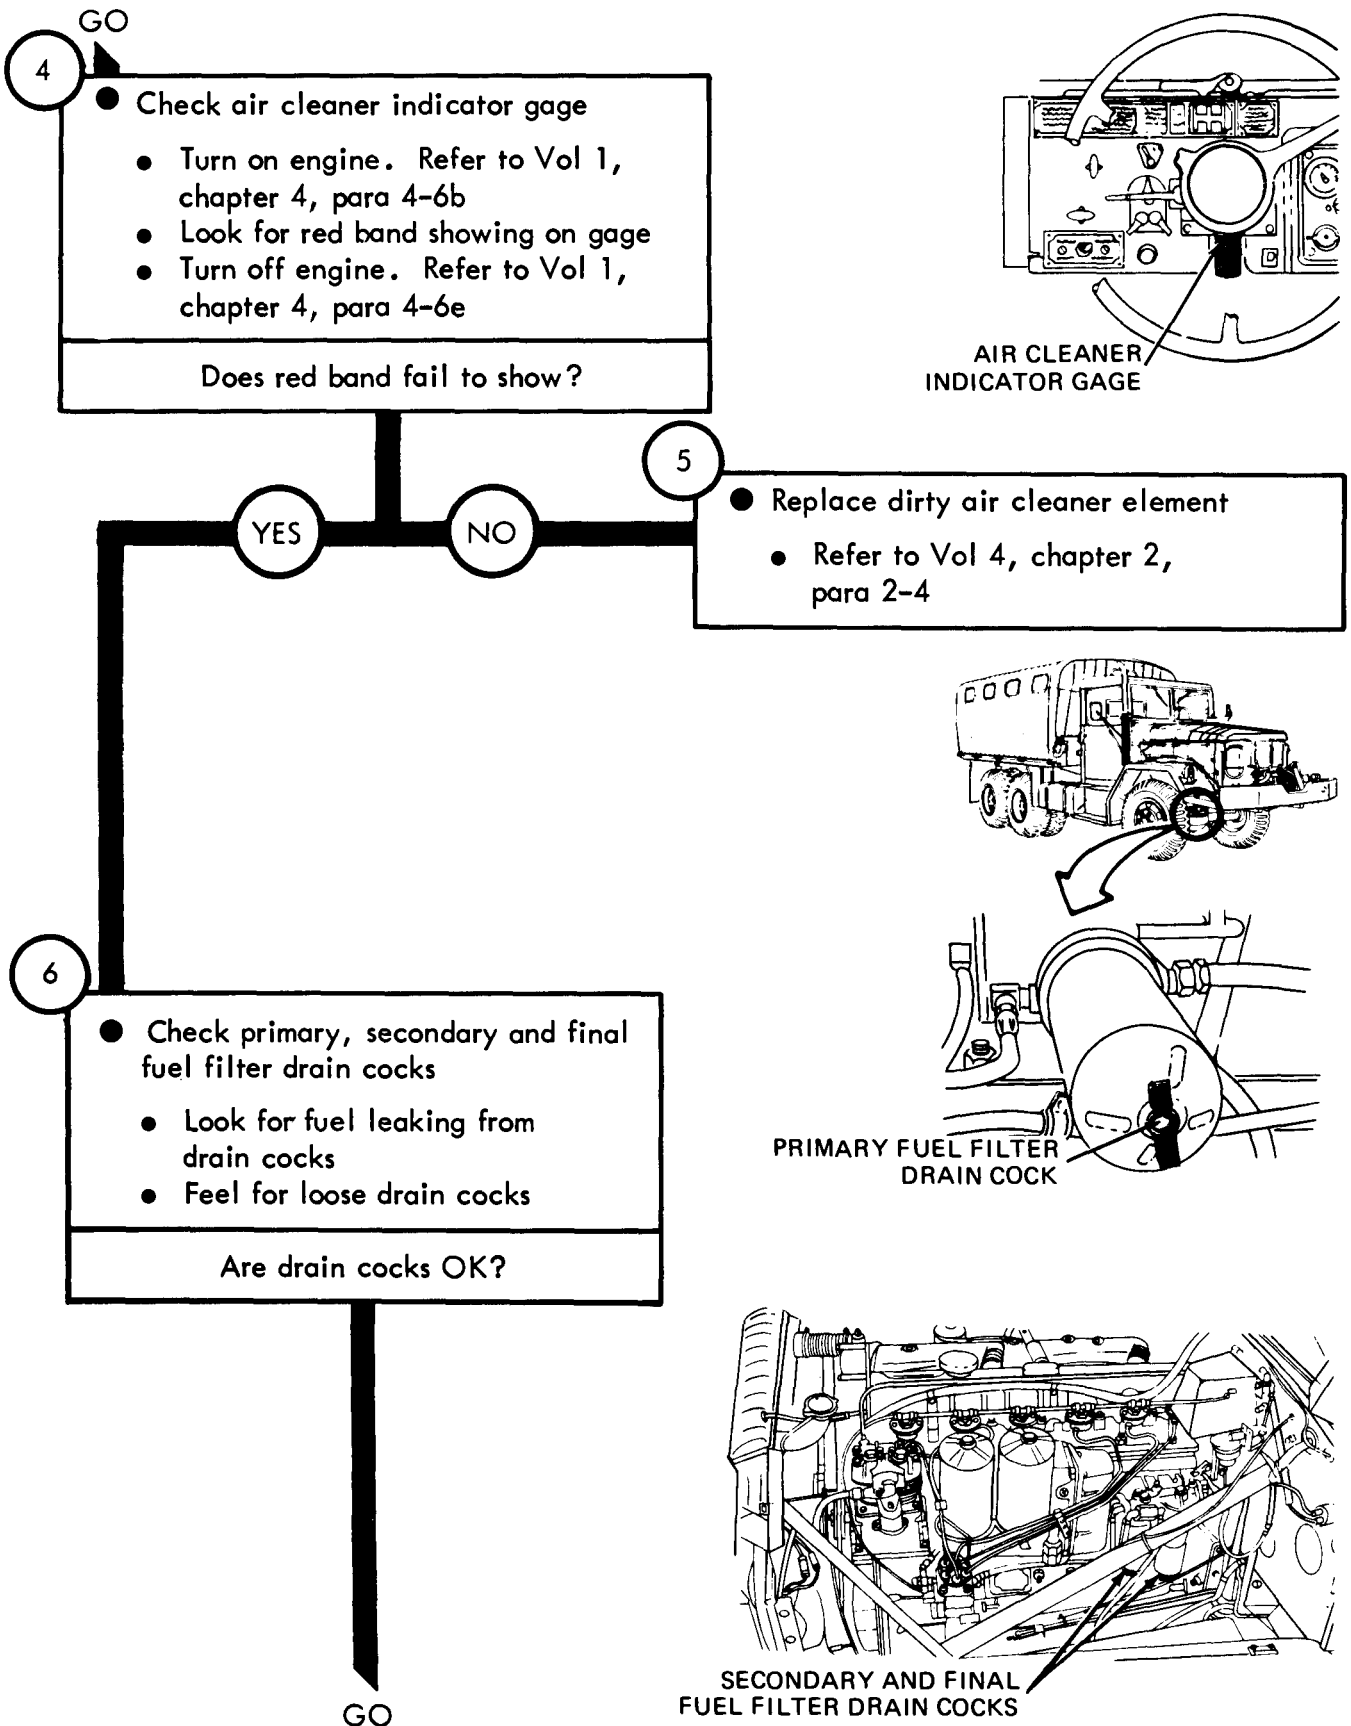 GO
4
● Check air cleaner indicator gage
● Turn on engine. Refer to Vol 1,
chapter 4, para 4-6b
● Look for red band showing on gage
● Turn off engine. Refer to Vol 1,
chapter 4, para 4-6e
Does red band fail to show?
AIR CLEANER
INDICATOR GAGE
YES
NO
5
● Replace dirty air cleaner element
● Refer to Vol 4, chapter 2,
para 2-4
6
● Check primary, secondary and final
fuel filter drain cocks
● Look for fuel leaking from
drain cocks
● Feel for loose drain cocks
Are drain cocks OK?
PRIMARY FUEL FILTER
DRAIN COCK
SECONDARY AND FINAL
FUEL FILTER DRAIN COCKS
GO